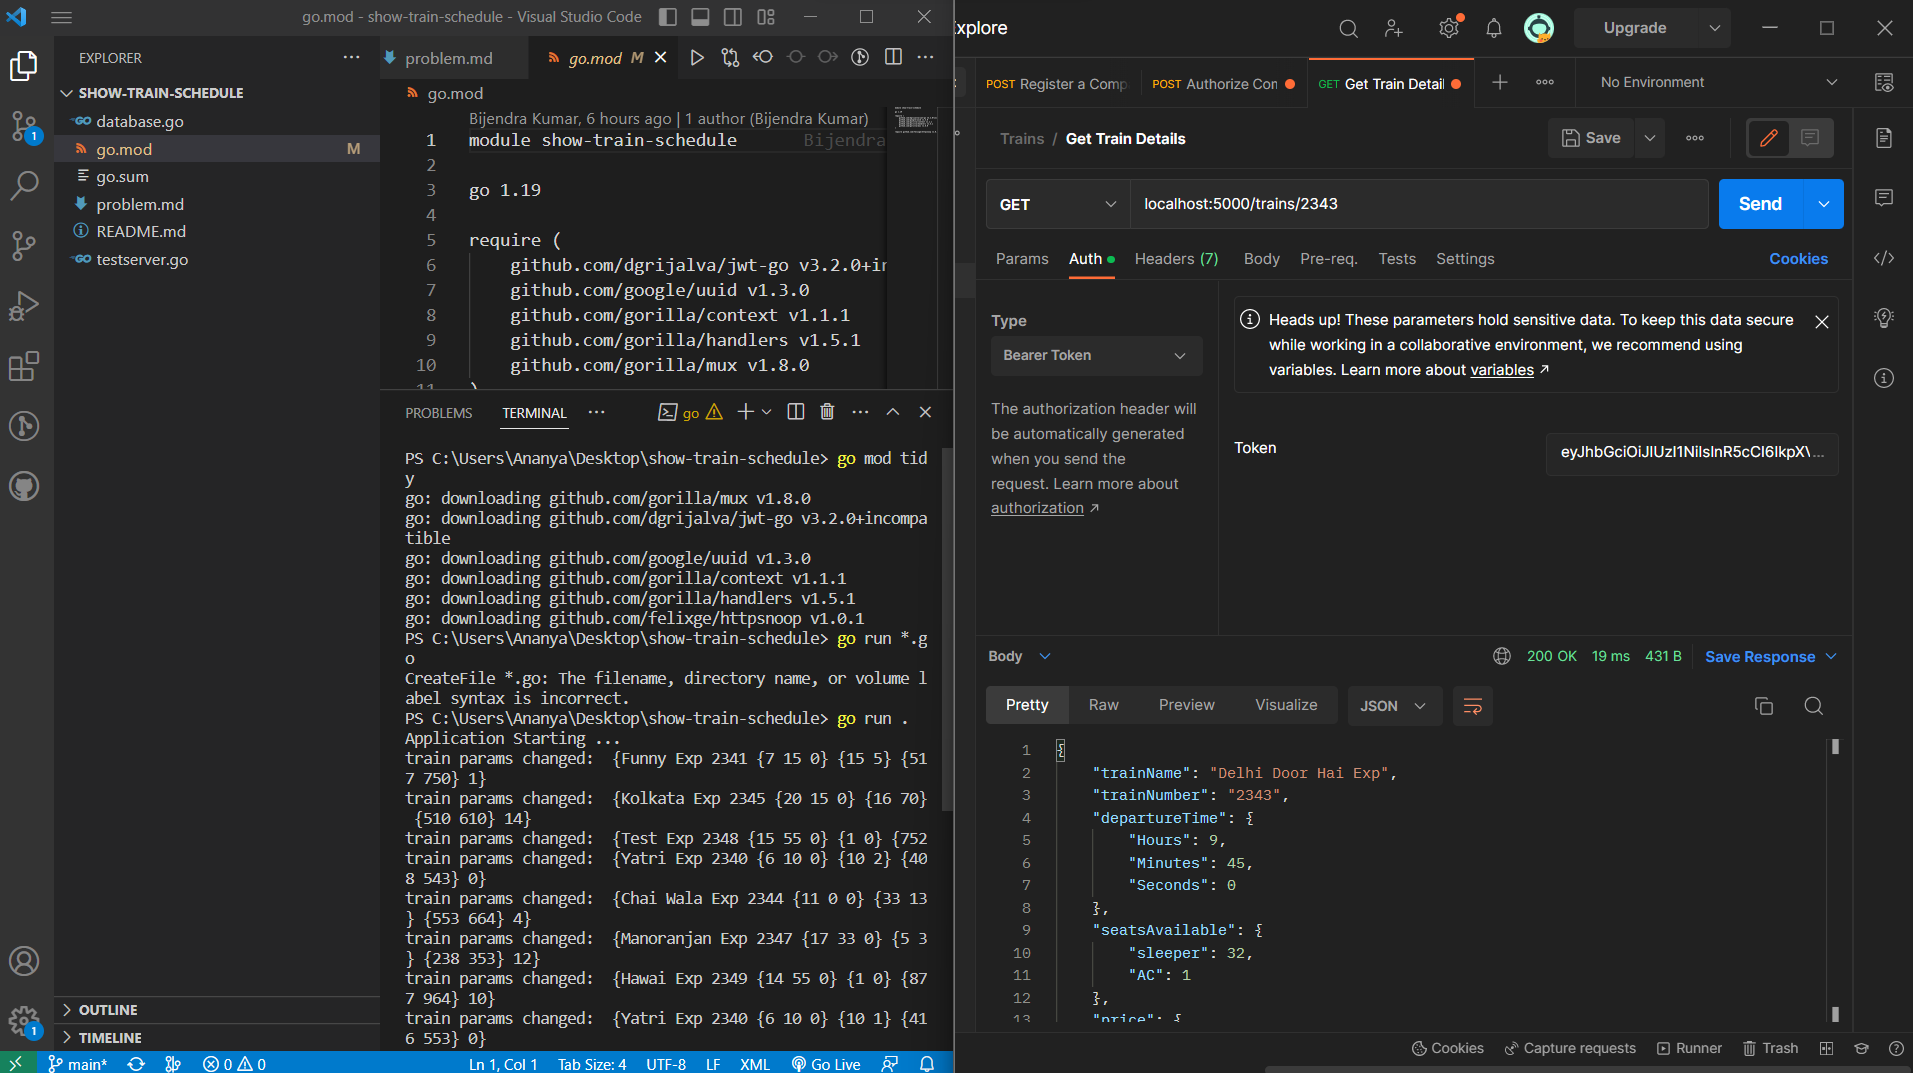 go.mod - show-train-schedule - Visual Studio Code
EXPLORER
SHOW-TRAIN-SCHEDULE
database.go
go.mod M
go.sum
problem.md
README.md
testserver.go
OUTLINE
TIMELINE
problem.md
go.mod M
go.mod
Bijendra Kumar, 6 hours ago | 1 author (Bijendra Kumar)
1 module show-train-schedule Bijendra
2
3 go 1.19
4
5 require (
6 github.com/dgrijalva/jwt-go v3.2.0+in
7 github.com/google/uuid v1.3.0
8 github.com/gorilla/context v1.1.1
9 github.com/gorilla/handlers v1.5.1
10 github.com/gorilla/mux v1.8.0
11 )
PROBLEMS TERMINAL go
PS C:\Users\Ananya\Desktop\show-train-schedule> go mod tid
y
go: downloading github.com/gorilla/mux v1.8.0
go: downloading github.com/dgrijalva/jwt-go v3.2.0+incompa
tible
go: downloading github.com/google/uuid v1.3.0
go: downloading github.com/gorilla/context v1.1.1
go: downloading github.com/gorilla/handlers v1.5.1
go: downloading github.com/felixge/httpsnoop v1.0.1
PS C:\Users\Ananya\Desktop\show-train-schedule> go run *.g
o
CreateFile *.go: The filename, directory name, or volume l
abel syntax is incorrect.
PS C:\Users\Ananya\Desktop\show-train-schedule> go run .
Application Starting ...
train params changed:  {Funny Exp 2341 {7 15 0} {15 5} {51
7 750} 1}
train params changed:  {Kolkata Exp 2345 {20 15 0} {16 70}
 {510 610} 14}
train params changed:  {Test Exp 2348 {15 55 0} {1 0} {752
train params changed:  {Yatri Exp 2340 {6 10 0} {10 2} {40
8 543} 0}
train params changed:  {Chai Wala Exp 2344 {11 0 0} {33 13
} {553 664} 4}
train params changed:  {Manoranjan Exp 2347 {17 33 0} {5 3
} {238 353} 12}
train params changed:  {Hawai Exp 2349 {14 55 0} {1 0} {87
7 964} 10}
train params changed:  {Yatri Exp 2340 {6 10 0} {10 1} {41
6 553} 0}
1
1
main* 0 0 Ln 1, Col 1 Tab Size: 4 UTF-8 LF XML Go Live
Explore
Upgrade
POST Register a Comp
POST Authorize Con
GET Get Train Detail
No Environment
Trains / Get Train Details
Save
GET localhost:5000/trains/2343 Send
Params Auth Headers (7) Body Pre-req. Tests Settings Cookies
Type
Bearer Token
The authorization header will
be automatically generated
when you send the
request. Learn more about
authorization ↗
Heads up! These parameters hold sensitive data. To keep this data secure
while working in a collaborative environment, we recommend using
variables. Learn more about variables ↗
Token
Body 200 OK 19 ms 431 B Save Response
Pretty Raw Preview Visualize JSON
1 {
2 "trainName": "Delhi Door Hai Exp",
3 "trainNumber": "2343",
4 "departureTime": {
5 "Hours": 9,
6 "Minutes": 45,
7 "Seconds": 0
8 },
9 "seatsAvailable": {
10 "sleeper": 32,
11 "AC": 1
12 },
13 "price": {
Cookies Capture requests Runner Trash